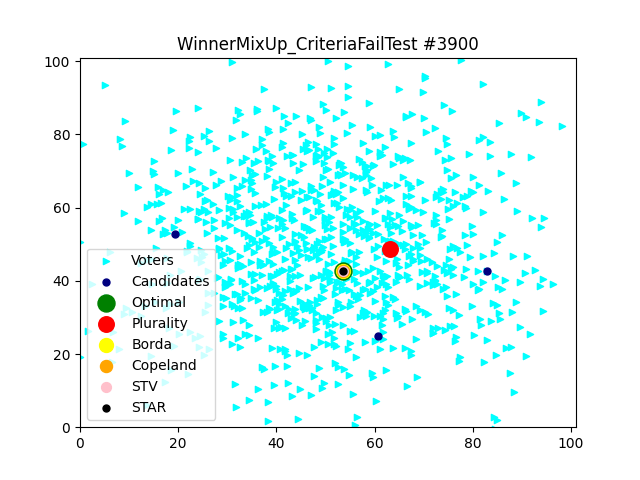 WinnerMixUp_CriteriaFailTest #3900
100
80
60
40
20
0
0
20
40
60
80
100
Voters
Candidates
Optimal
Plurality
Borda
Copeland
STV
STAR